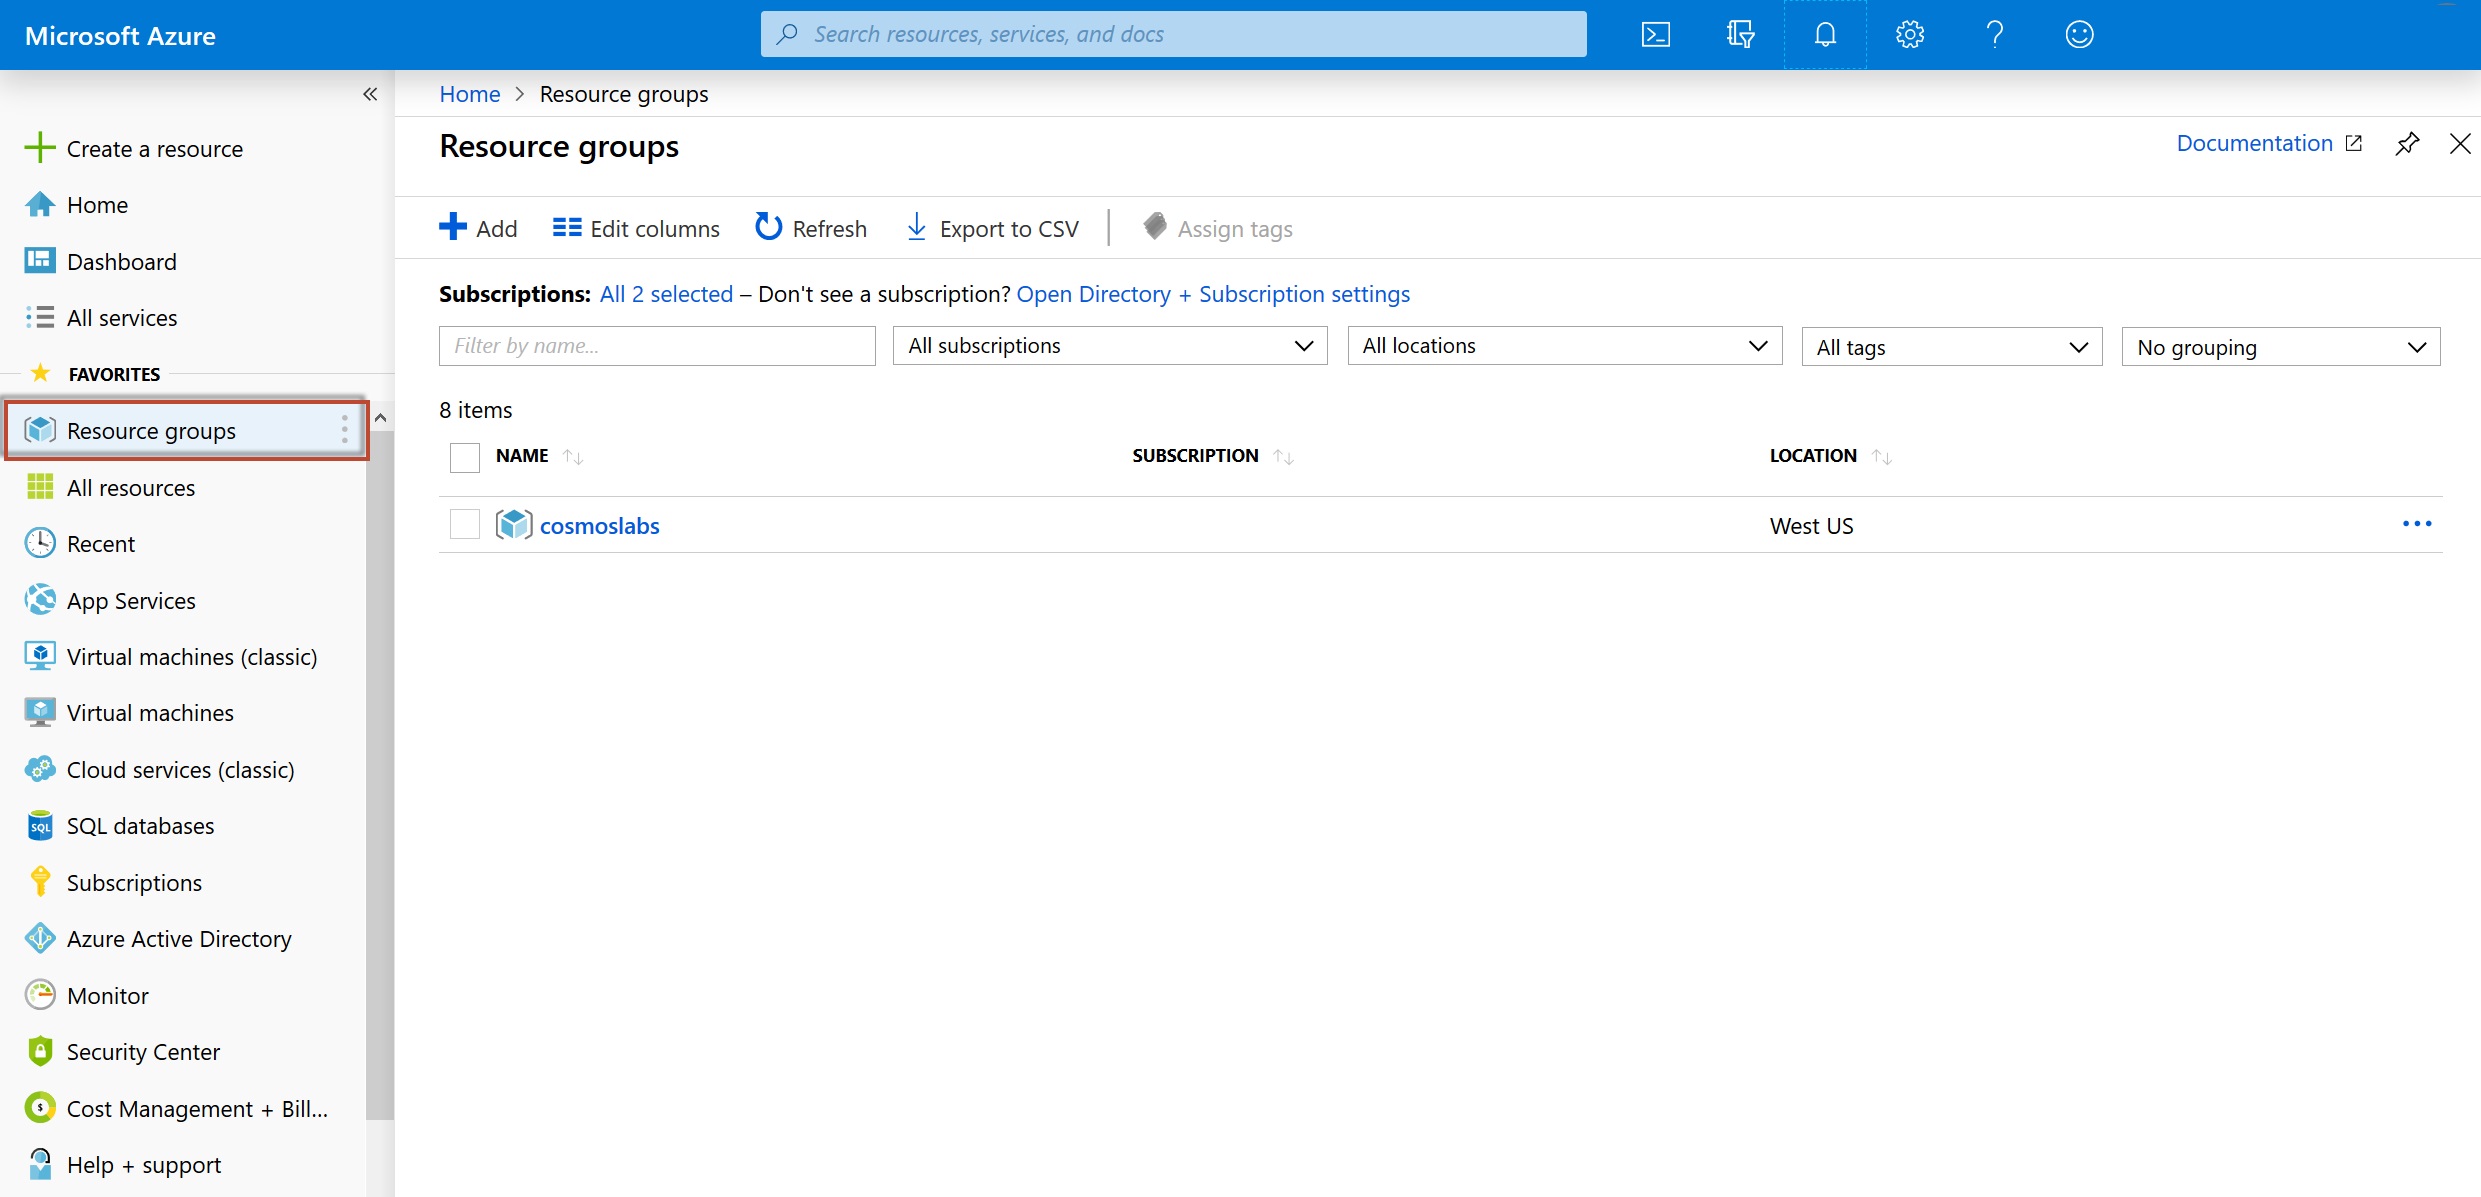 Microsoft Azure
Search resources, services, and docs
Create a resource
Home
Dashboard
All services
FAVORITES
Resource groups
All resources
Recent
App Services
Virtual machines (classic)
Virtual machines
Cloud services (classic)
SQL
SQL databases
Subscriptions
Azure Active Directory
Monitor
Security Center
Cost Management + Bill...
Help + support
Home > Resource groups
Resource groups
Documentation
Add Edit columns Refresh Export to CSV Assign tags
Subscriptions: All 2 selected – Don't see a subscription? Open Directory + Subscription settings
Filter by name... All subscriptions All locations All tags No grouping
8 items
NAME SUBSCRIPTION LOCATION
cosmoslabs West US